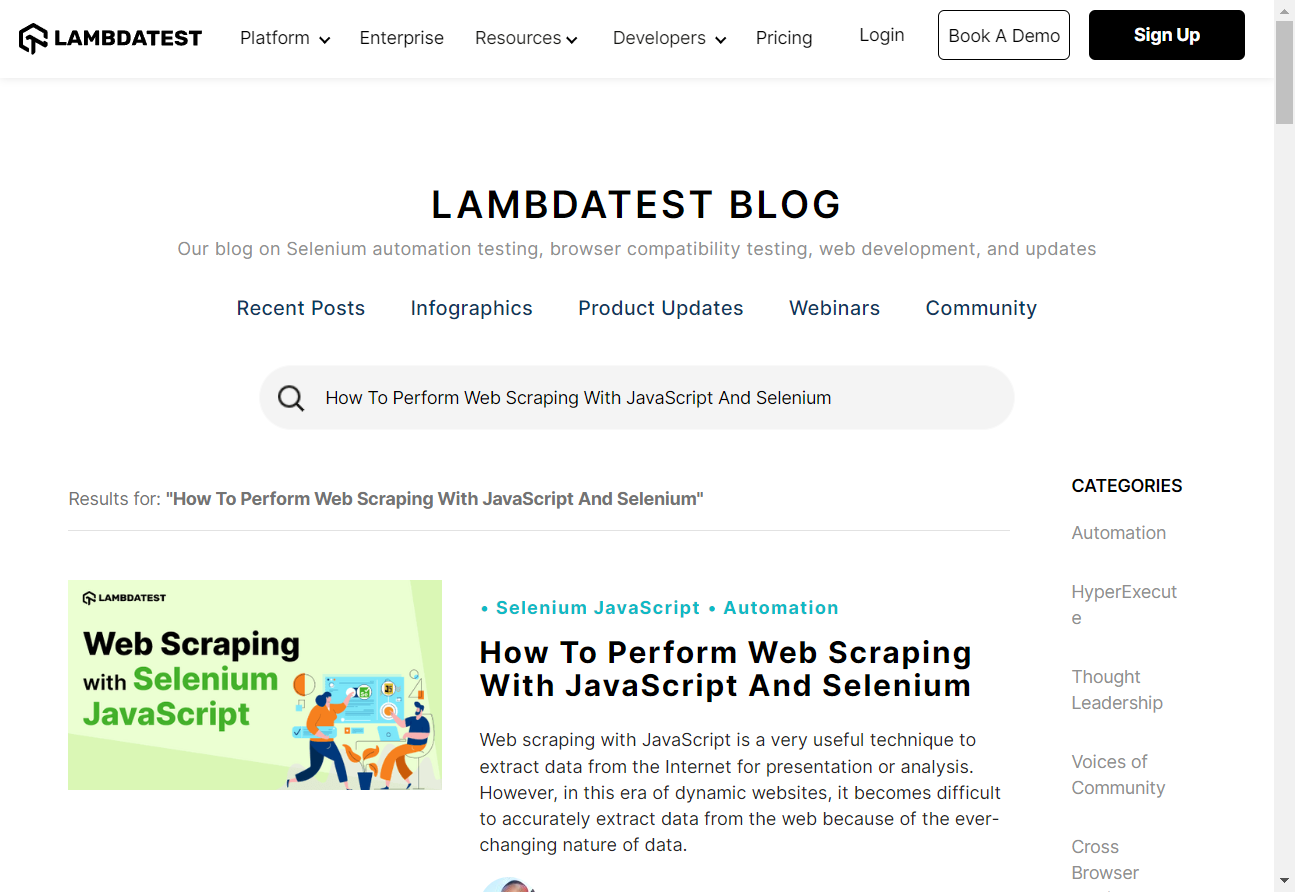 LAMBDATEST Platform Enterprise Resources Developers Pricing Login Book A Demo Sign Up
LAMBDATEST BLOG
Our blog on Selenium automation testing, browser compatibility testing, web development, and updates
Recent Posts Infographics Product Updates Webinars Community
How To Perform Web Scraping With JavaScript And Selenium
Results for: "How To Perform Web Scraping With JavaScript And Selenium"
LAMBDATEST
Web Scraping
with Selenium
JavaScript
• Selenium JavaScript • Automation
How To Perform Web Scraping
With JavaScript And Selenium
Web scraping with JavaScript is a very useful technique to
extract data from the Internet for presentation or analysis.
However, in this era of dynamic websites, it becomes difficult
to accurately extract data from the web because of the ever-
changing nature of data.
CATEGORIES
Automation
HyperExecut
e
Thought
Leadership
Voices of
Community
Cross
Browser